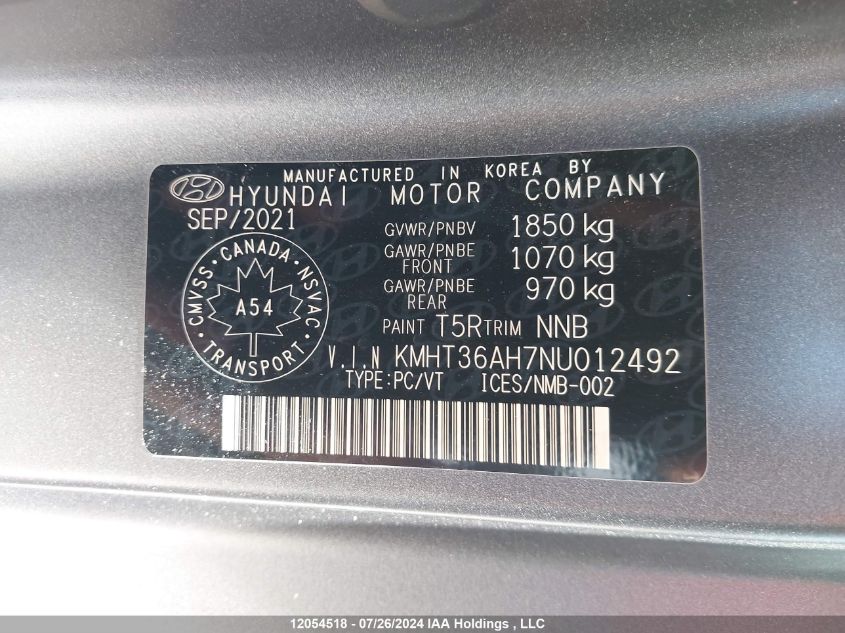 MANUFACTURED IN KOREA BY
HYUNDAI MOTOR COMPANY
SEP/2021
GVWR/PNBV 1850 kg
GAWR/PNBE FRONT 1070 kg
GAWR/PNBE REAR 970 kg
CMVSS · CANADA · NSVAC
A54
TRANSPORT
PAINT T5R TRIM NNB
V.I.N KMHT36AH7NU012492
TYPE:PC/VT ICES/NMB-002
12054518 - 07/26/2024 IAA Holdings , LLC